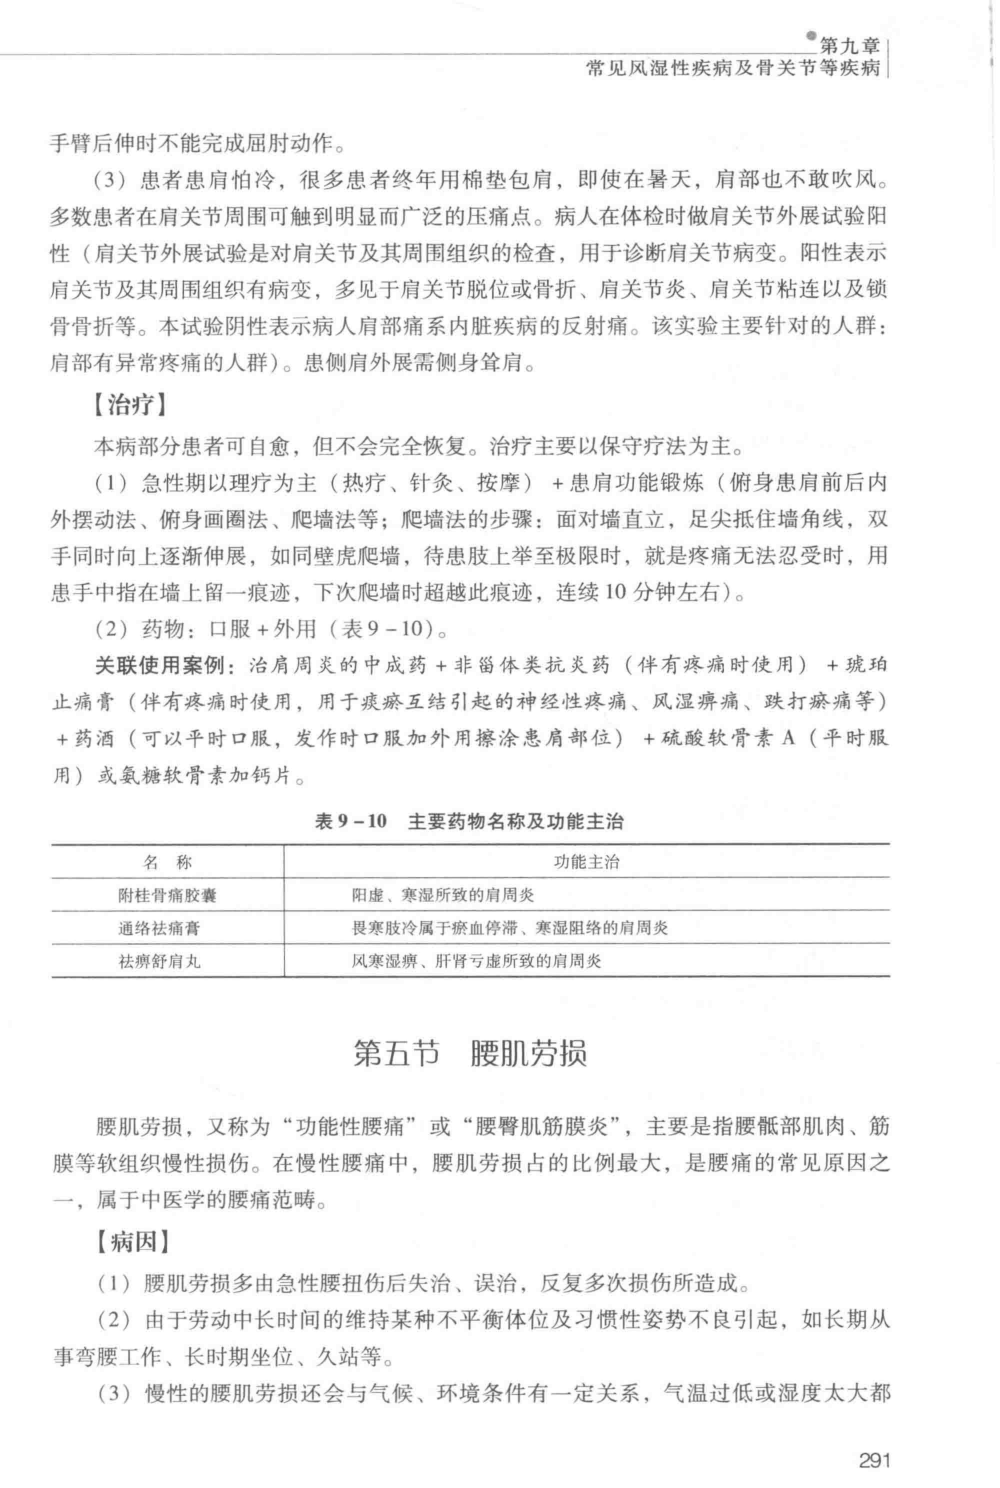 第九章
常见风湿性疾病及骨关节等疾病
手臂后伸时不能完成屈肘动作。
（3）患者患肩怕冷，很多患者终年用棉垫包肩，即使在暑天，肩部也不敢吹风。
多数患者在肩关节周围可触到明显而广泛的压痛点。病人在体检时做肩关节外展试验阳
性（肩关节外展试验是对肩关节及其周围组织的检查，用于诊断肩关节病变。阳性表示
肩关节及其周围组织有病变，多见于肩关节脱位或骨折、肩关节炎、肩关节粘连以及锁
骨骨折等。本试验阴性表示病人肩部痛系内脏疾病的反射痛。该实验主要针对的人群：
肩部有异常疼痛的人群）。患侧肩外展需侧身耸肩。
【治疗】
本病部分患者可自愈，但不会完全恢复。治疗主要以保守疗法为主。
（1）急性期以理疗为主（热疗、针灸、按摩）+患肩功能锻炼（俯身患肩前后内
外摆动法、俯身画圈法、爬墙法等；爬墙法的步骤：面对墙直立，足尖抵住墙角线，双
手同时向上逐渐伸展，如同壁虎爬墙，待患肢上举至极限时，就是疼痛无法忍受时，用
患手中指在墙上留一痕迹，下次爬墙时超越此痕迹，连续10分钟左右）。
（2）药物：口服+外用（表9-10）。
关联使用案例：治肩周炎的中成药+非甾体类抗炎药（伴有疼痛时使用）+琥珀
止痛膏（伴有疼痛时使用，用于痰瘀互结引起的神经性疼痛、风湿痹痛、跌打瘀痛等）
+药酒（可以平时口服，发作时口服加外用擦涂患肩部位）+硫酸软骨素A（平时服
用）或氨糖软骨素加钙片。
表9-10 主要药物名称及功能主治
名 称 功能主治
附桂骨痛胶囊 阳虚、寒湿所致的肩周炎
通络祛痛膏 畏寒肢冷属于瘀血停滞、寒湿阻络的肩周炎
祛痹舒肩丸 风寒湿痹、肝肾亏虚所致的肩周炎
第五节 腰肌劳损
腰肌劳损，又称为“功能性腰痛”或“腰臀肌筋膜炎”，主要是指腰骶部肌肉、筋
膜等软组织慢性损伤。在慢性腰痛中，腰肌劳损占的比例最大，是腰痛的常见原因之
一，属于中医学的腰痛范畴。
【病因】
（1）腰肌劳损多由急性腰扭伤后失治、误治，反复多次损伤所造成。
（2）由于劳动中长时间的维持某种不平衡体位及习惯性姿势不良引起，如长期从
事弯腰工作、长时期坐位、久站等。
（3）慢性的腰肌劳损还会与气候、环境条件有一定关系，气温过低或湿度太大都
291